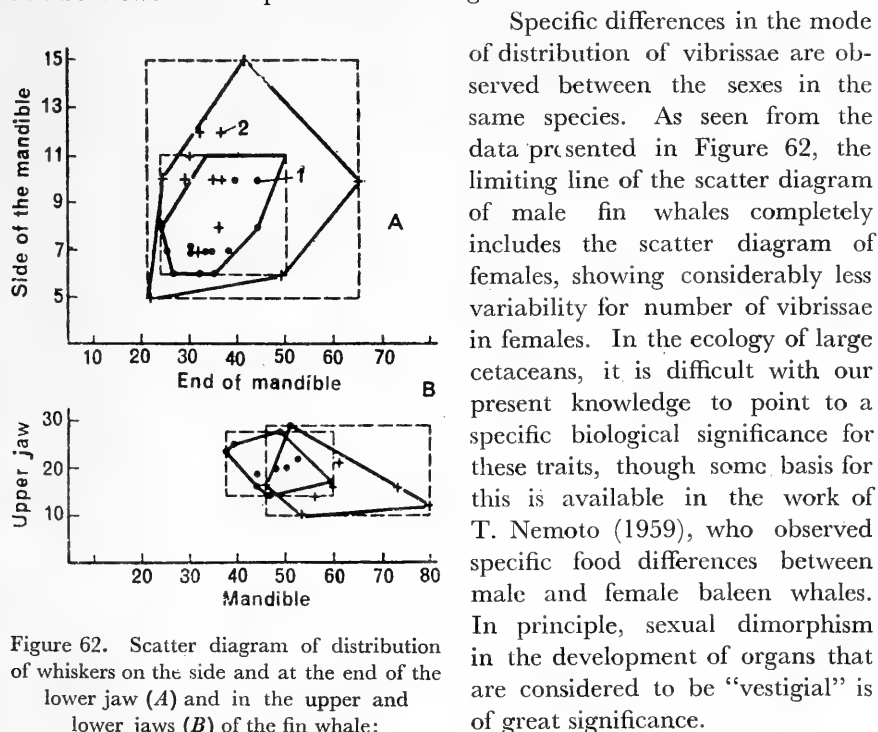 15
13
11
9
7
5
Side of the mandible
2
1
A
10 20 30 40 50 60 70
End of mandible
B
30
20
10
Upper jaw
20 30 40 50 60 70 80
Mandible
Figure 62. Scatter diagram of distribution
of whiskers on the side and at the end of the
lower jaw (A) and in the upper and
lower jaws (B) of the fin whale:
Specific differences in the mode
of distribution of vibrissae are ob-
served between the sexes in the
same species. As seen from the
data presented in Figure 62, the
limiting line of the scatter diagram
of male fin whales completely
includes the scatter diagram of
females, showing considerably less
variability for number of vibrissae
in females. In the ecology of large
cetaceans, it is difficult with our
present knowledge to point to a
specific biological significance for
these traits, though some basis for
this is available in the work of
T. Nemoto (1959), who observed
specific food differences between
male and female baleen whales.
In principle, sexual dimorphism
in the development of organs that
are considered to be “vestigial” is
of great significance.